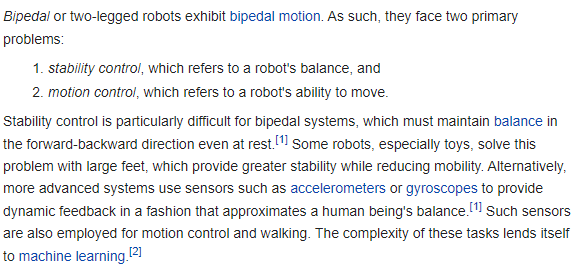 Bipedal or two-legged robots exhibit bipedal motion. As such, they face two primary
problems:
1. stability control, which refers to a robot's balance, and
2. motion control, which refers to a robot's ability to move.
Stability control is particularly difficult for bipedal systems, which must maintain balance in
the forward-backward direction even at rest.[1] Some robots, especially toys, solve this
problem with large feet, which provide greater stability while reducing mobility. Alternatively,
more advanced systems use sensors such as accelerometers or gyroscopes to provide
dynamic feedback in a fashion that approximates a human being's balance.[1] Such sensors
are also employed for motion control and walking. The complexity of these tasks lends itself
to machine learning.[2]